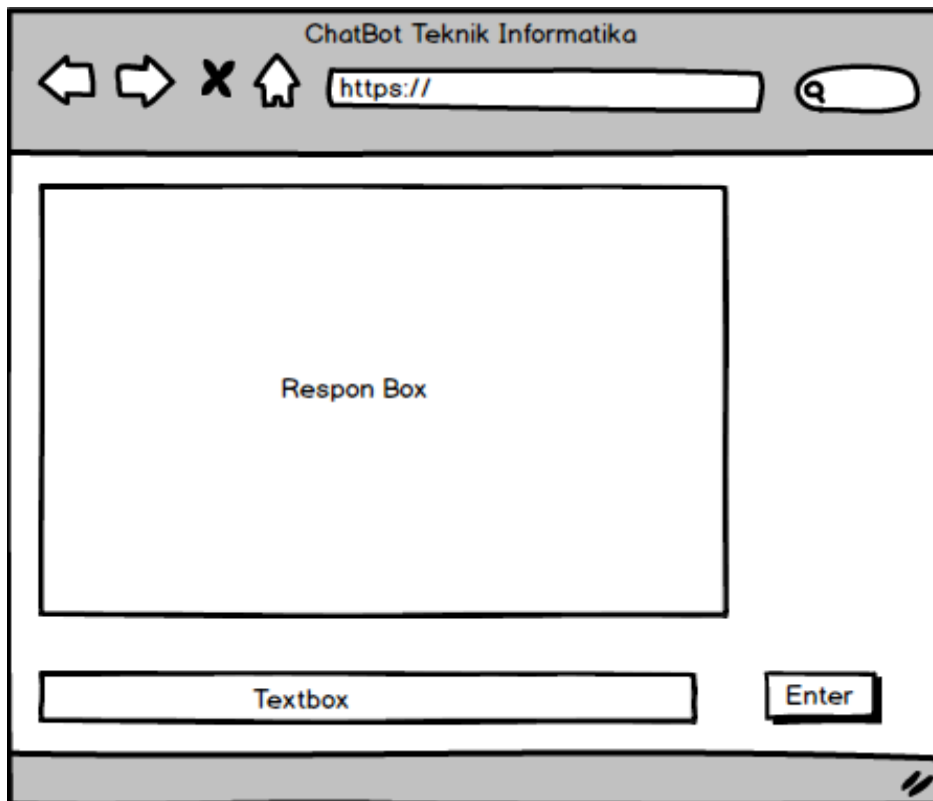 ChatBot Teknik Informatika
https://
Respon Box
Textbox
Enter